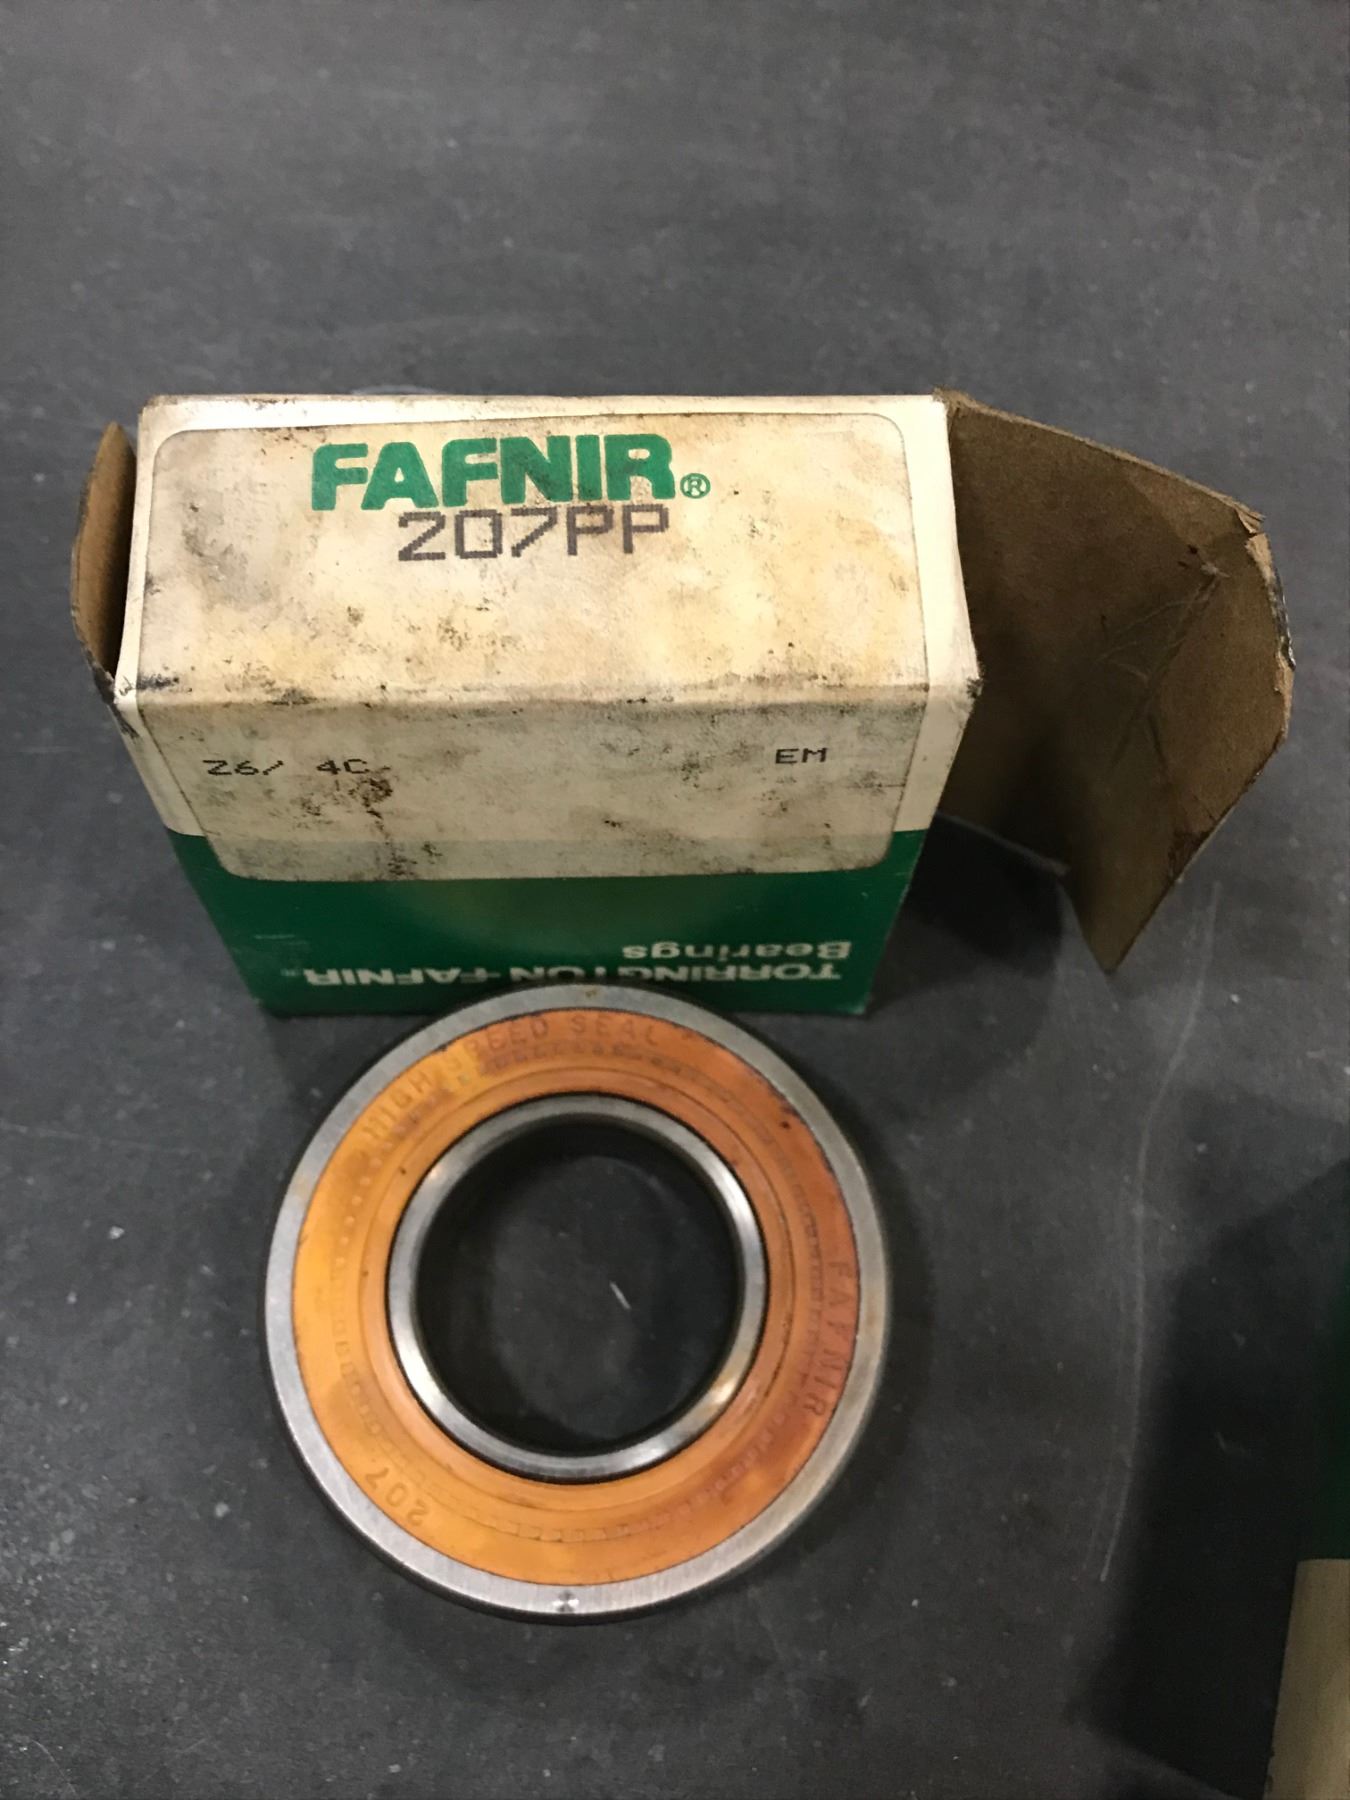 FAFNIR®
207PP
Z6/ 4C
EM
TORRINGTON FAFNIR®
Bearings
HIGH SPEED SEAL
FAFNIR
207